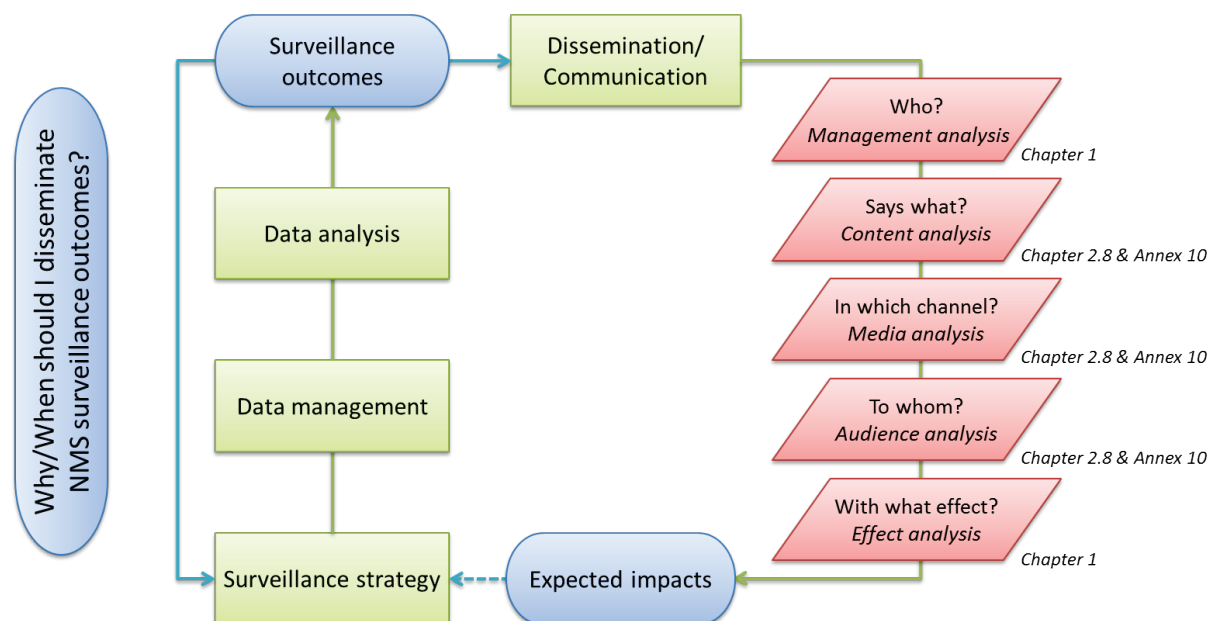 Why/When should I disseminate
NMS surveillance outcomes?
Surveillance
outcomes
Dissemination/
Communication
Data analysis
Data management
Surveillance strategy
Expected impacts
Who?
Management analysis
Chapter 1
Says what?
Content analysis
Chapter 2.8 & Annex 10
In which channel?
Media analysis
Chapter 2.8 & Annex 10
To whom?
Audience analysis
Chapter 2.8 & Annex 10
With what effect?
Effect analysis
Chapter 1